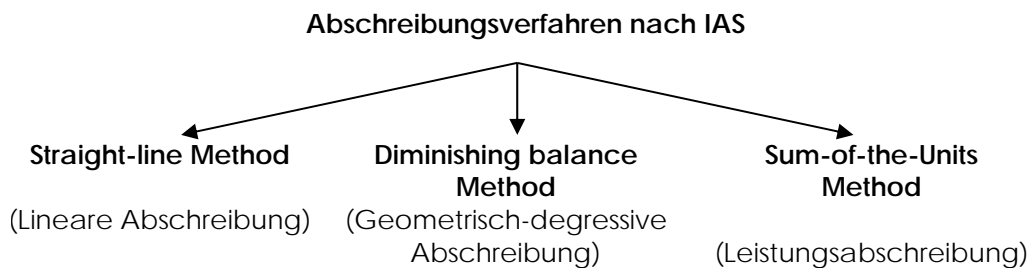 Abschreibungsverfahren nach IAS
Straight-line Method
(Lineare Abschreibung)
Diminishing balance
Method
(Geometrisch-degressive
Abschreibung)
Sum-of-the-Units
Method
(Leistungsabschreibung)